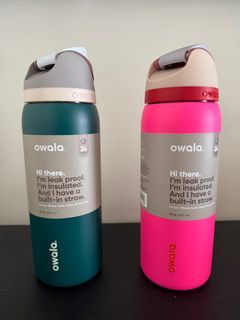 owala.
Hi there.
I'm leak proof.
I'm insulated.
And I have a
built-in straw.
owala
owala.
Hi there.
I'm leak proof.
I'm insulated.
And I have a
built-in straw.
owala